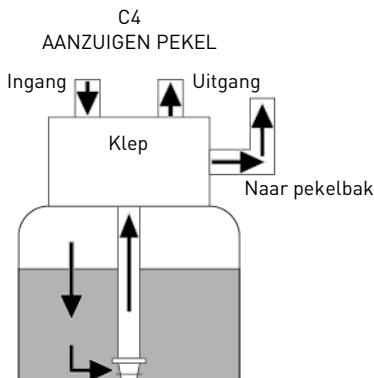 C4
AANZUIGEN PEKEL
Ingang
Uitgang
Klep
Naar pekelbak